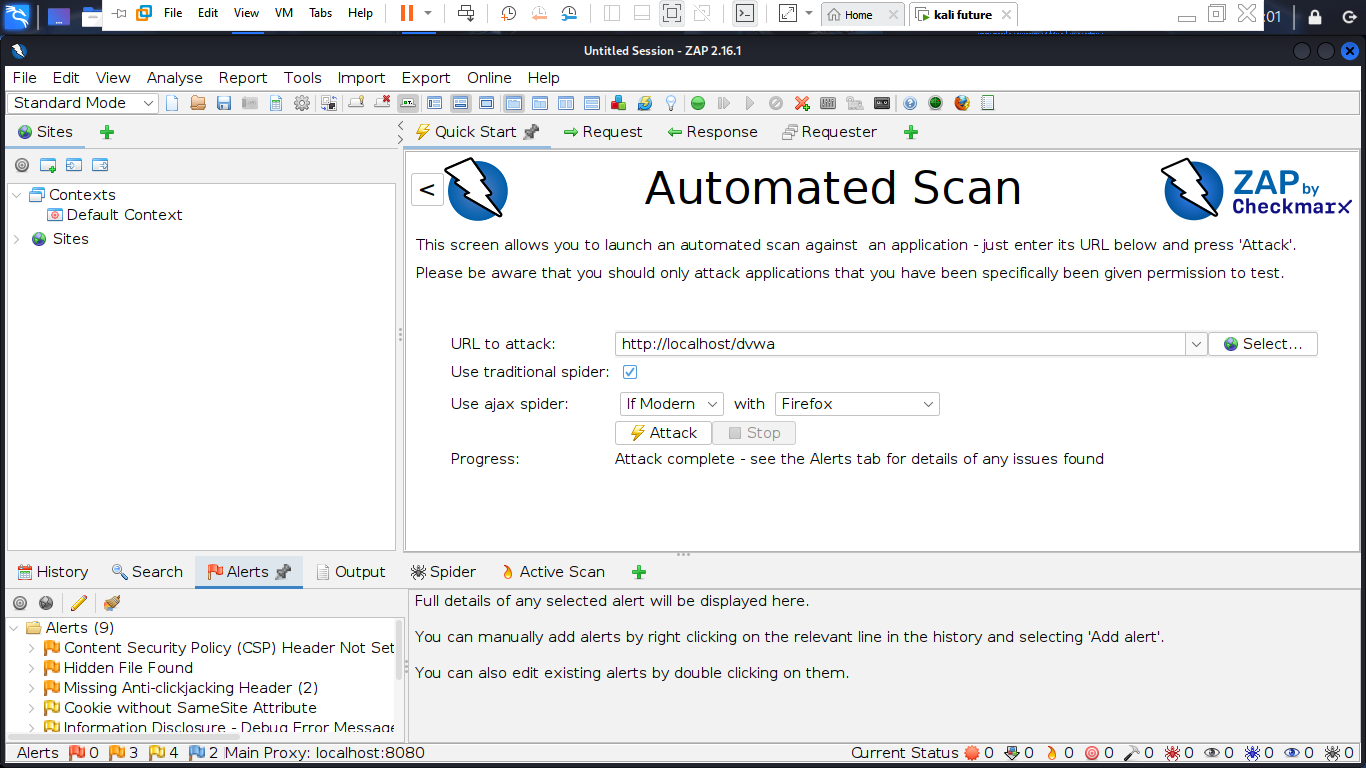 File Edit View VM Tabs Help Home kali future :01
Untitled Session - ZAP 2.16.1
File Edit View Analyse Report Tools Import Export Online Help
Standard Mode
Sites
Quick Start Request Response Requester
Contexts
Default Context
Sites
<
Automated Scan
ZAP by
Checkmarx
This screen allows you to launch an automated scan against  an application - just enter its URL below and press 'Attack'.
Please be aware that you should only attack applications that you have been specifically been given permission to test.
URL to attack: http://localhost/dvwa Select...
Use traditional spider:
Use ajax spider: If Modern with Firefox
Attack Stop
Progress: Attack complete - see the Alerts tab for details of any issues found
History Search Alerts Output Spider Active Scan
Alerts (9)
Content Security Policy (CSP) Header Not Set
Hidden File Found
Missing Anti-clickjacking Header (2)
Cookie without SameSite Attribute
Information Disclosure - Debug Error Message
Full details of any selected alert will be displayed here.
You can manually add alerts by right clicking on the relevant line in the history and selecting 'Add alert'.
You can also edit existing alerts by double clicking on them.
Alerts 0 3 4 2 Main Proxy: localhost:8080 Current Status 0 0 0 0 0 0 0 0 0 0